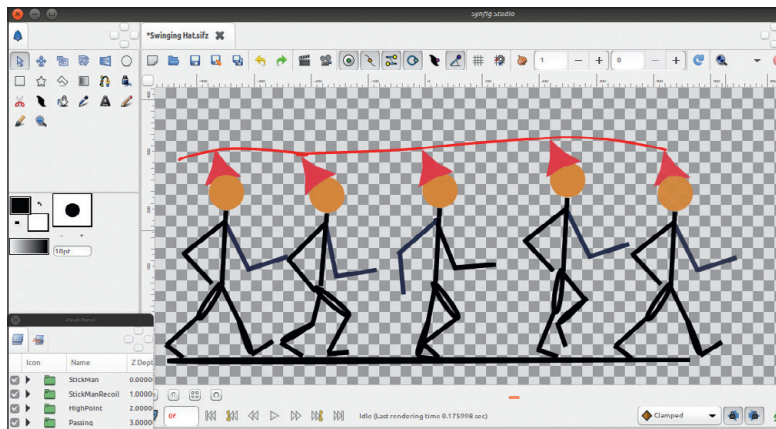 Synfig Studio
*Swinging Hat.sifz
1
0
10pt
Icon Name Z Depth
StickMan 0.0000
StickManRecoil 1.0000
HighPoint 2.0000
Passing 3.0000
0f
Idle (Last rendering time 0.175998 sec)
Clamped